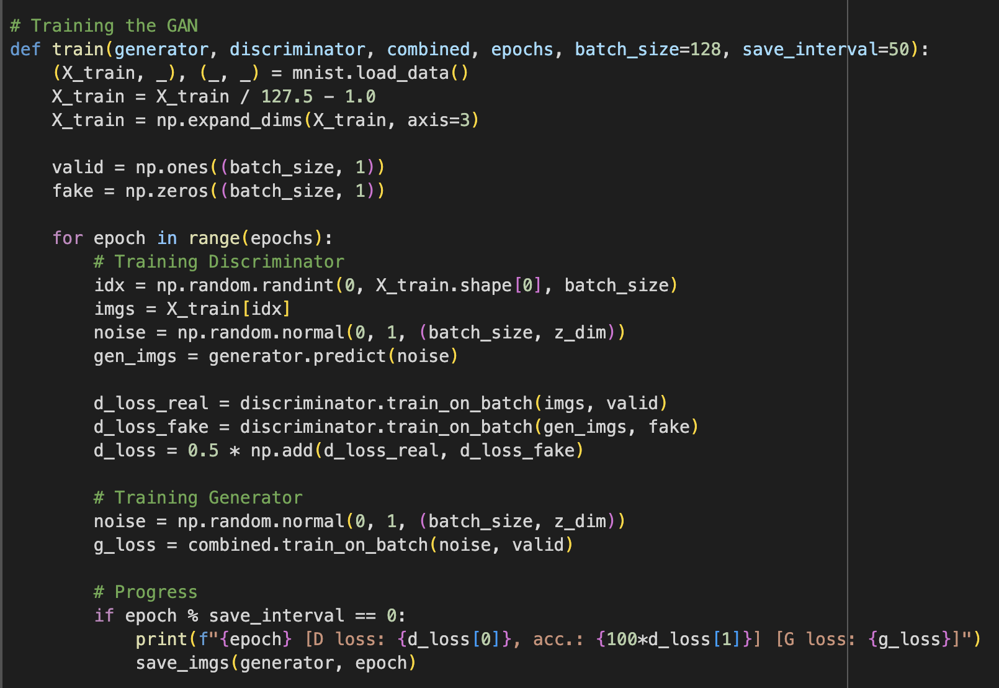 # Training the GAN
def train(generator, discriminator, combined, epochs, batch_size=128, save_interval=50):
    (X_train, _), (_, _) = mnist.load_data()
    X_train = X_train / 127.5 - 1.0
    X_train = np.expand_dims(X_train, axis=3)

    valid = np.ones((batch_size, 1))
    fake = np.zeros((batch_size, 1))

    for epoch in range(epochs):
        # Training Discriminator
        idx = np.random.randint(0, X_train.shape[0], batch_size)
        imgs = X_train[idx]
        noise = np.random.normal(0, 1, (batch_size, z_dim))
        gen_imgs = generator.predict(noise)

        d_loss_real = discriminator.train_on_batch(imgs, valid)
        d_loss_fake = discriminator.train_on_batch(gen_imgs, fake)
        d_loss = 0.5 * np.add(d_loss_real, d_loss_fake)

        # Training Generator
        noise = np.random.normal(0, 1, (batch_size, z_dim))
        g_loss = combined.train_on_batch(noise, valid)

        # Progress
        if epoch % save_interval == 0:
            print(f"{epoch} [D loss: {d_loss[0]}, acc.: {100*d_loss[1]}] [G loss: {g_loss}]")
            save_imgs(generator, epoch)